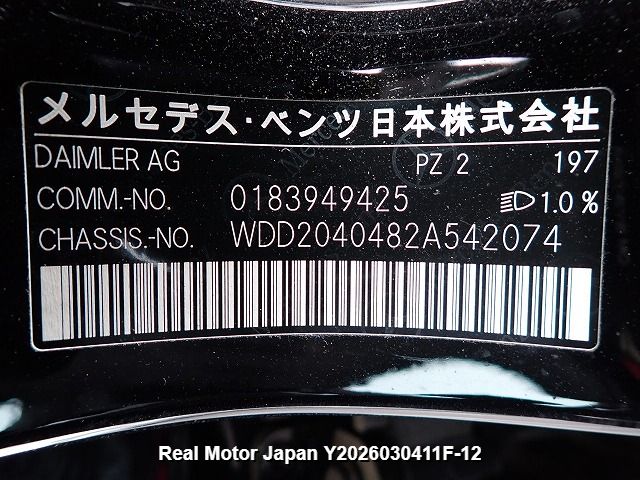 メルセデス・ベンツ日本株式会社
DAIMLER AG PZ 2 197
COMM.-NO. 0183949425 1.0 %
CHASSIS.-NO. WDD2040482A542074
Real Motor Japan Y2026030411F-12